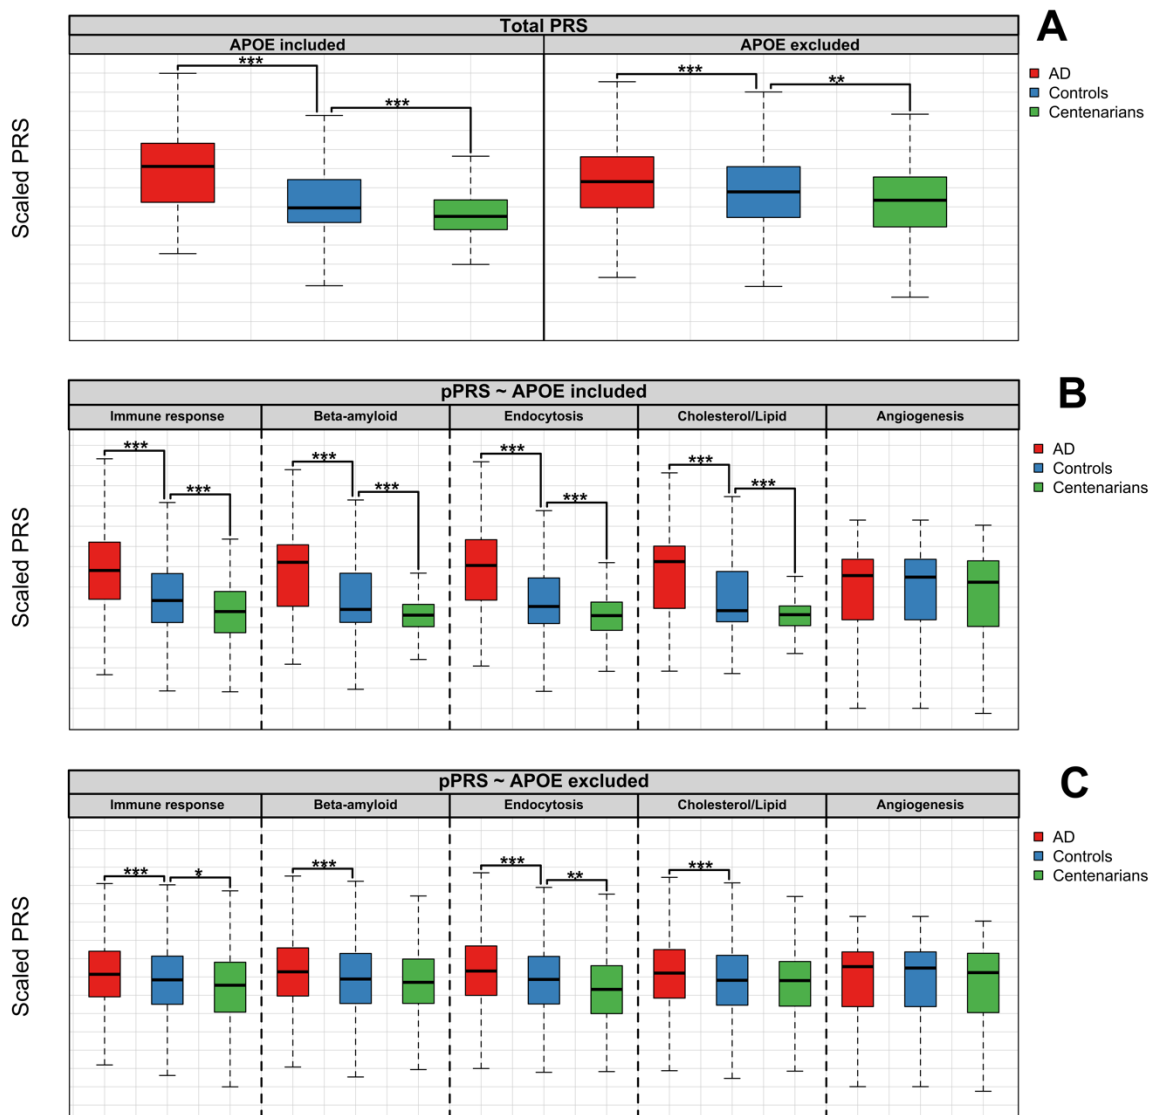 Total PRS
A
APOE included
APOE excluded
***
***
***
**
AD
Controls
Centenarians
Scaled PRS
pPRS ~ APOE included
B
Immune response
Beta-amyloid
Endocytosis
Cholesterol/Lipid
Angiogenesis
***
***
***
***
***
***
***
***
AD
Controls
Centenarians
Scaled PRS
pPRS ~ APOE excluded
C
Immune response
Beta-amyloid
Endocytosis
Cholesterol/Lipid
Angiogenesis
***
*
***
***
**
***
AD
Controls
Centenarians
Scaled PRS